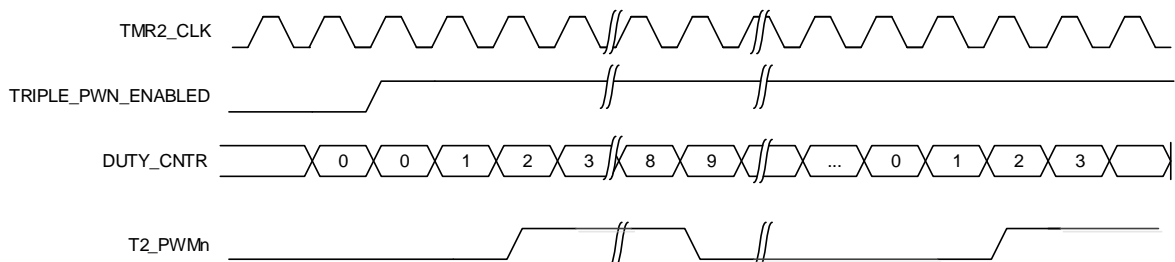 TMR2_CLK
TRIPLE_PWN_ENABLED
DUTY_CNTR 0 0 1 2 3 8 9 ... 0 1 2 3
T2_PWMn